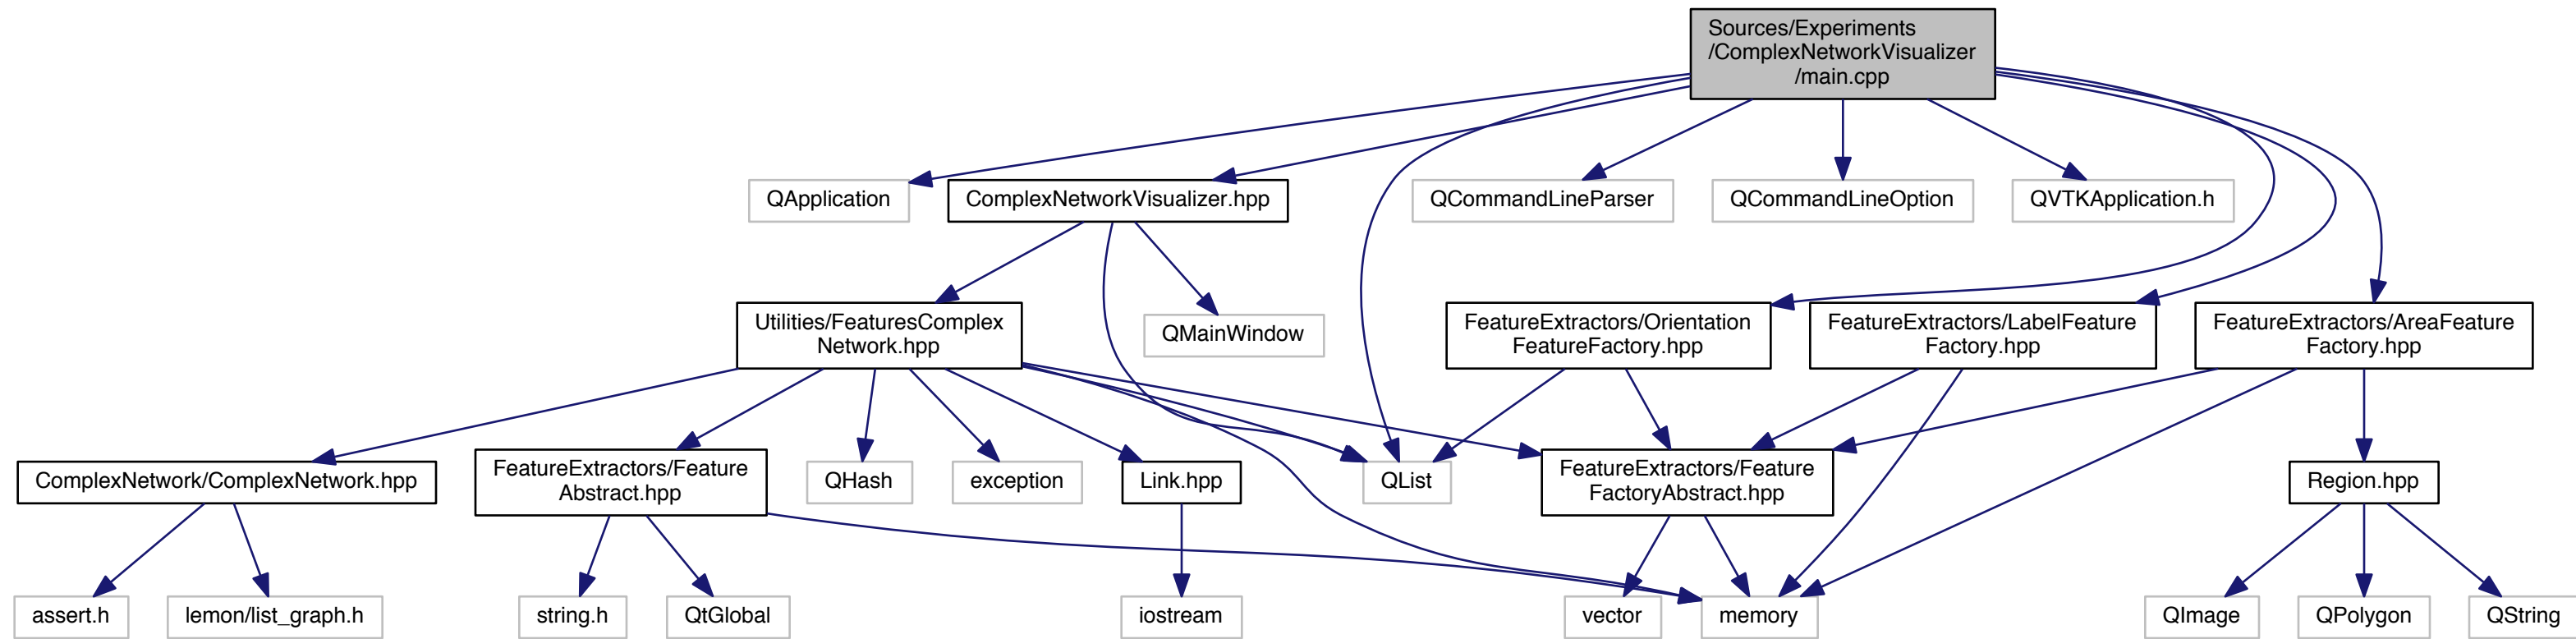 Sources/Experiments
/ComplexNetworkVisualizer
/main.cpp
QApplication
ComplexNetworkVisualizer.hpp
QCommandLineParser
QCommandLineOption
QVTKApplication.h
Utilities/FeaturesComplex
Network.hpp
QMainWindow
FeatureExtractors/Orientation
FeatureFactory.hpp
FeatureExtractors/LabelFeature
Factory.hpp
FeatureExtractors/AreaFeature
Factory.hpp
ComplexNetwork/ComplexNetwork.hpp
FeatureExtractors/Feature
Abstract.hpp
QHash
exception
Link.hpp
QList
FeatureExtractors/Feature
FactoryAbstract.hpp
Region.hpp
assert.h
lemon/list_graph.h
string.h
QtGlobal
iostream
vector
memory
QImage
QPolygon
QString